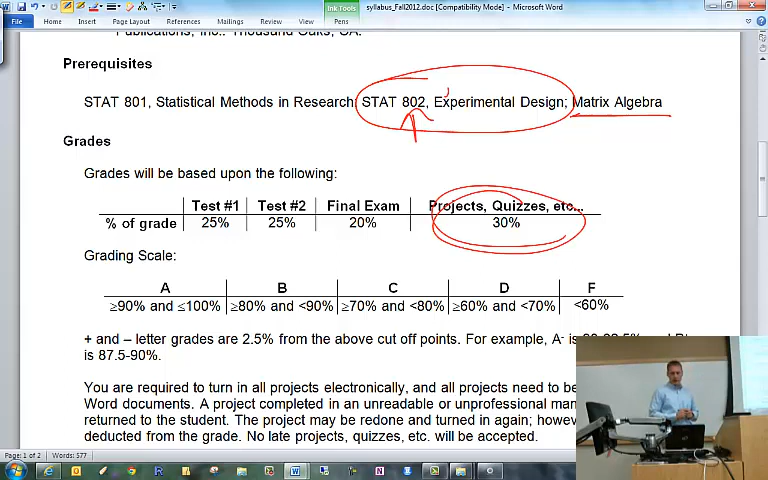 Ink Tools
syllabus_Fall2012.doc [Compatibility Mode] - Microsoft Word
File Home Insert Page Layout References Mailings Review View Pens
Publications, Inc.: Thousand Oaks, CA.
Prerequisites
STAT 801, Statistical Methods in Research; STAT 802, Experimental Design; Matrix Algebra
Grades
Grades will be based upon the following:
Test #1 Test #2 Final Exam Projects, Quizzes, etc...
% of grade 25% 25% 20% 30%
Grading Scale:
A B C D F
≥90% and ≤100% ≥80% and <90% ≥70% and <80% ≥60% and <70% <60%
+ and – letter grades are 2.5% from the above cut off points. For example, A- is
is 87.5-90%.
You are required to turn in all projects electronically, and all projects need to be
Word documents. A project completed in an unreadable or unprofessional
returned to the student. The project may be redone and turned in again;
deducted from the grade. No late projects, quizzes, etc. will be accepted.
Page: 1 of 2 Words: 577